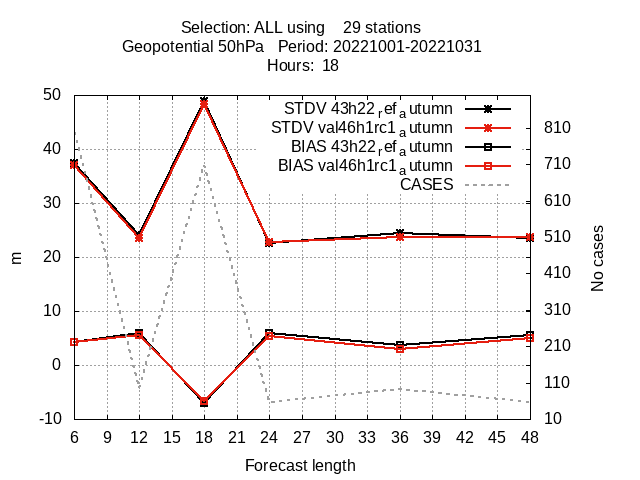 Selection: ALL using    29 stations
Geopotential 50hPa   Period: 20221001-20221031
Hours:  18
STDV 43h22_ref_autumn
STDV val46h1rc1_autumn
BIAS 43h22_ref_autumn
BIAS val46h1rc1_autumn
CASES
50
40
30
20
10
0
-10
m
810
710
610
510
410
310
210
110
10
No cases
6 9 12 15 18 21 24 27 30 33 36 39 42 45 48
Forecast length